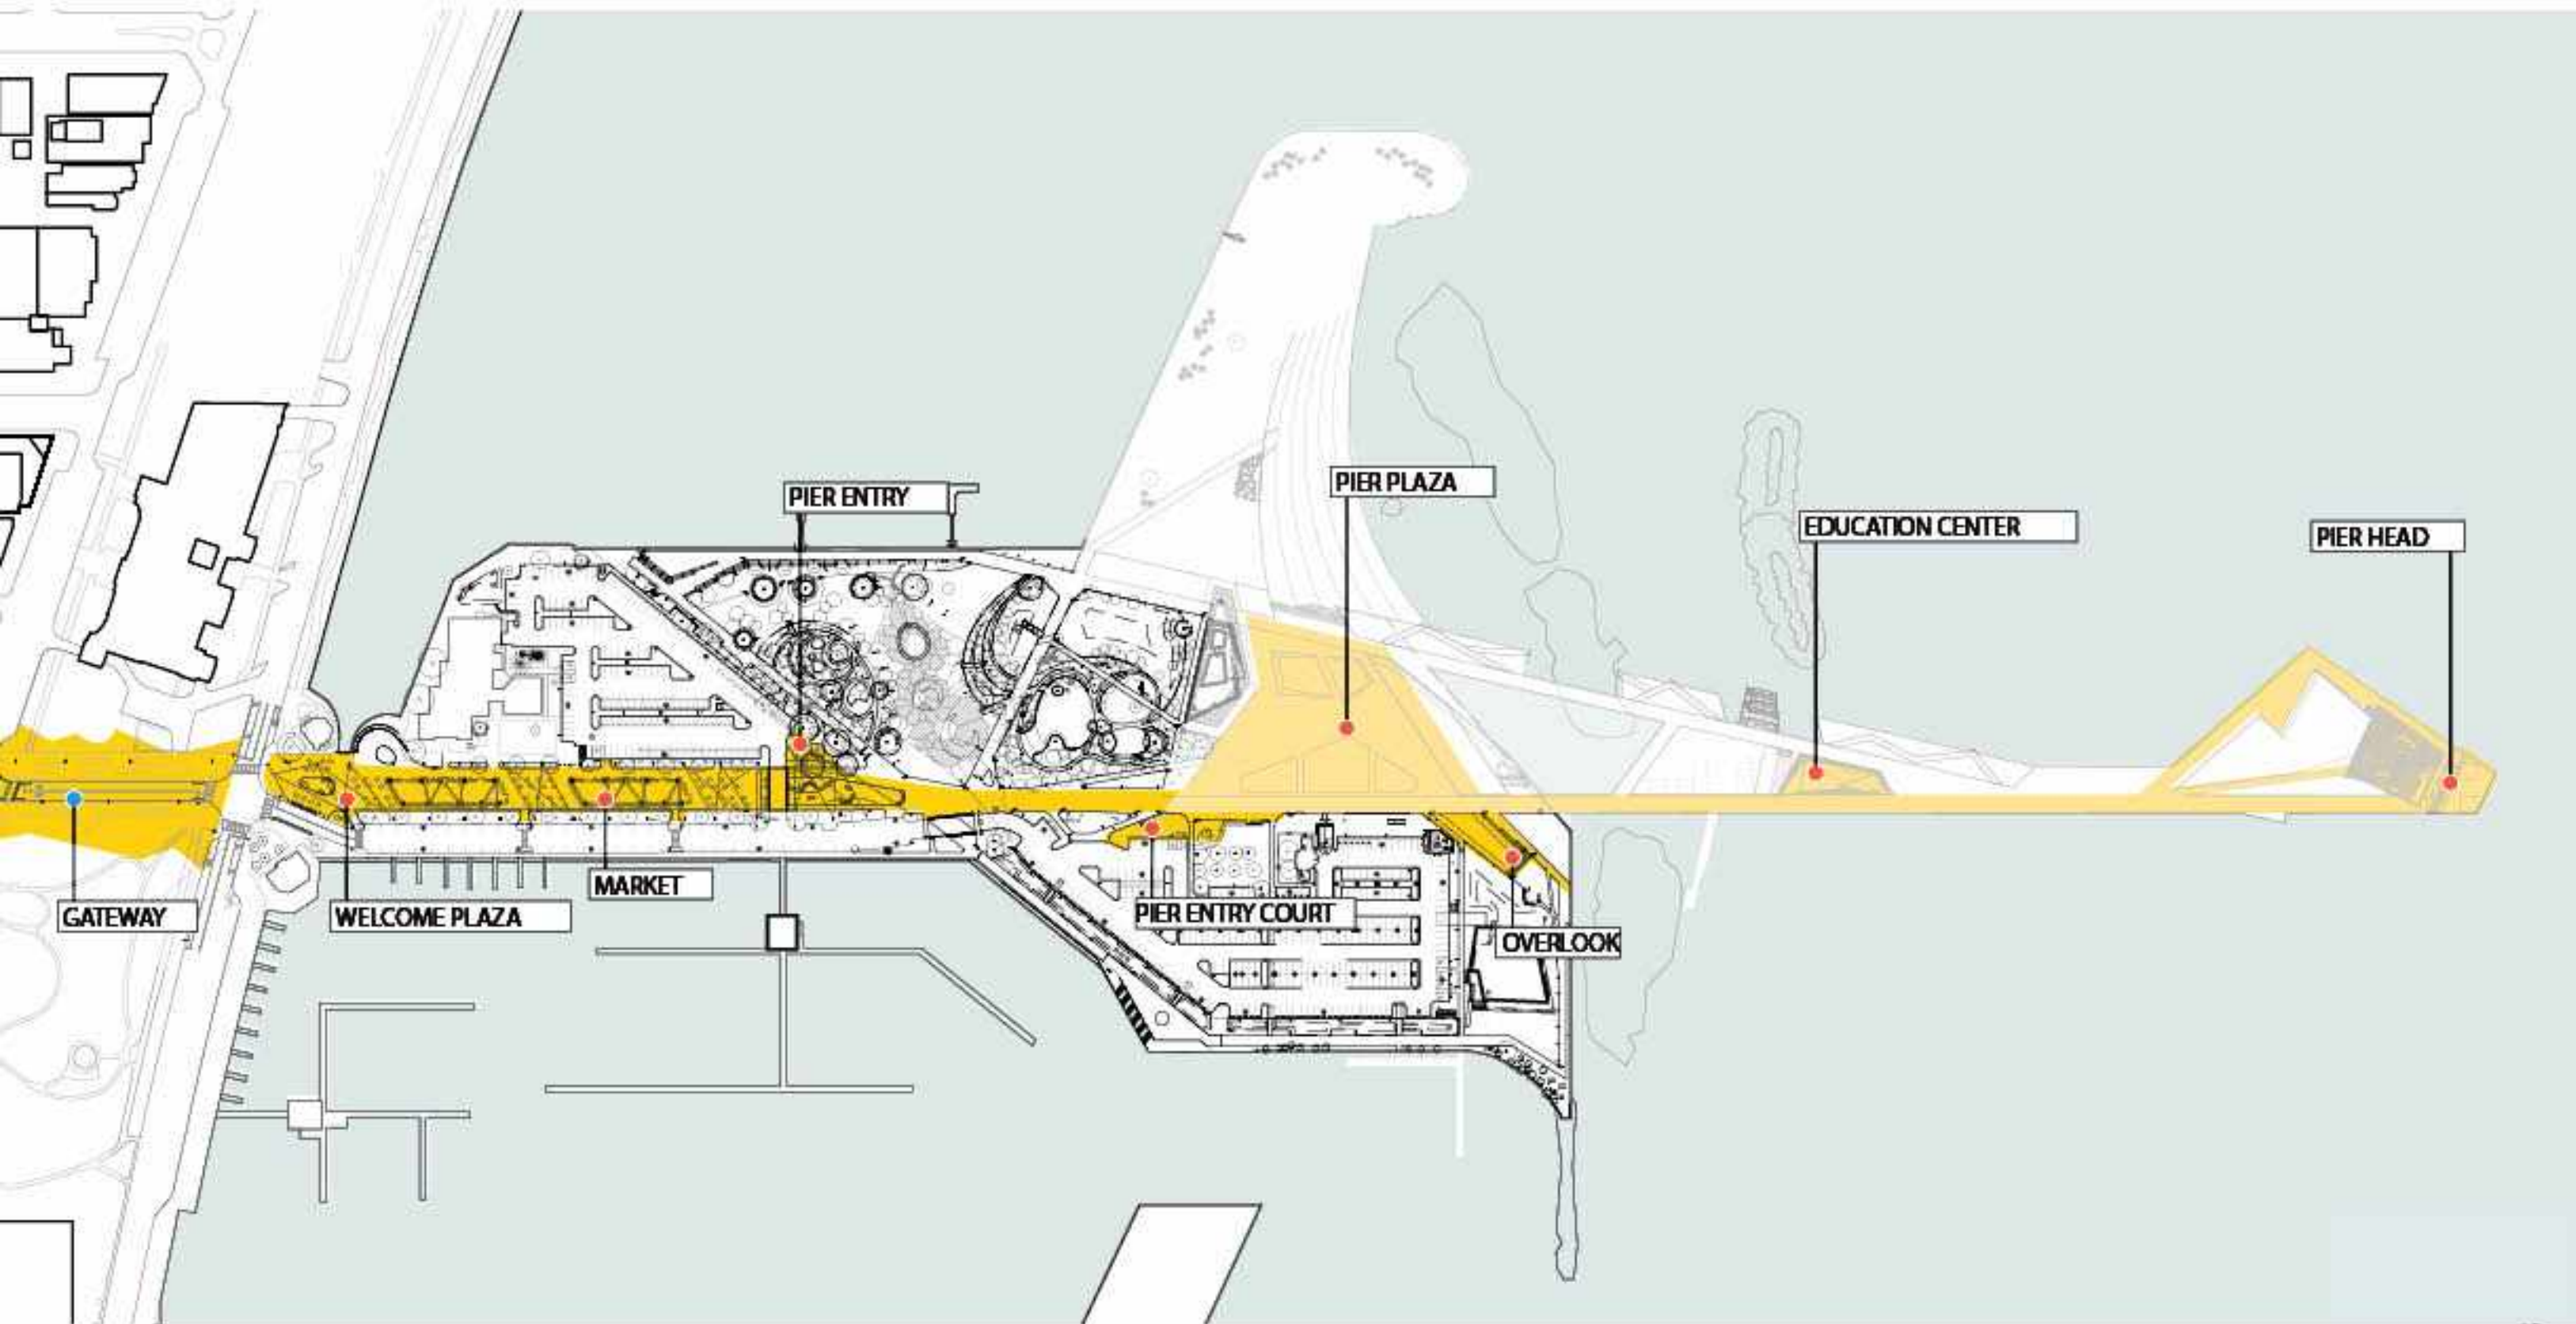 PIER PLAZA
PIER ENTRY
EDUCATION CENTER
PIER HEAD
MARKET
GATEWAY
WELCOME PLAZA
PIER ENTRY COURT
OVERLOOK